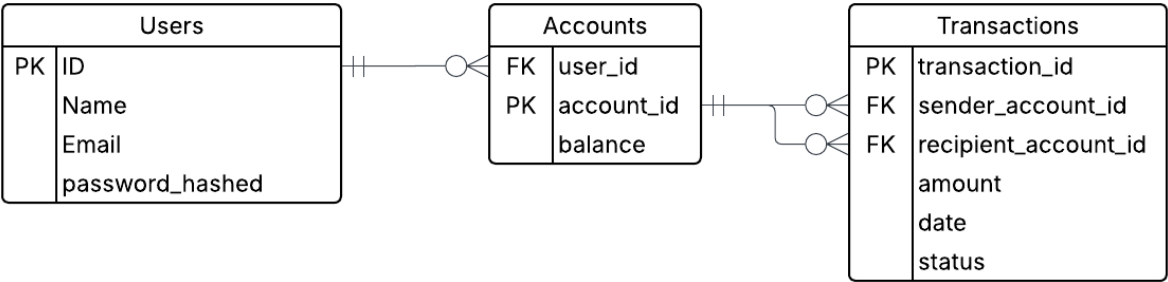 Users
PK ID
Name
Email
password_hashed
Accounts
FK user_id
PK account_id
balance
Transactions
PK transaction_id
FK sender_account_id
FK recipient_account_id
amount
date
status